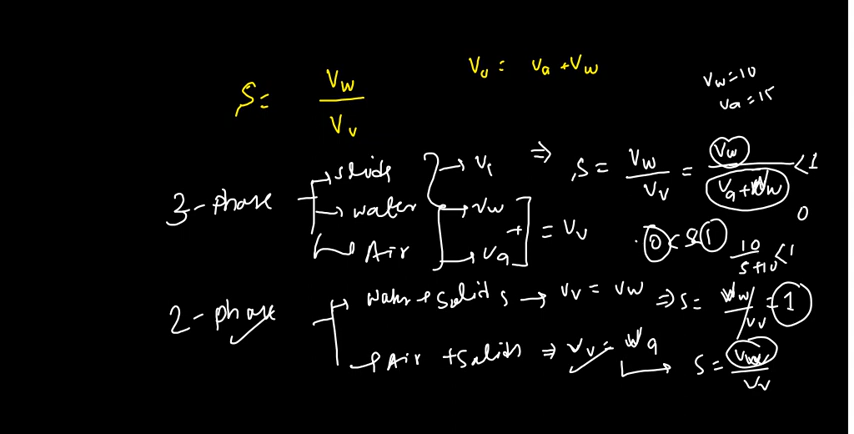 S = Vw / Vv
Vv = Va + Vw
Vw = 10
Va = 15
3-phase
solids → Vs
water → Vw
Air → Va
+ = Vv
⇒ S = Vw / Vv = Vw / (Va + Vw) < 1
0
0 < S < 1
10 / (5+10) < 1
2-phase
water + solids → Vv = Vw ⇒ S = Vw / Vv = 1
Air + solids ⇒ Vv = Va → S = Vw / Vv